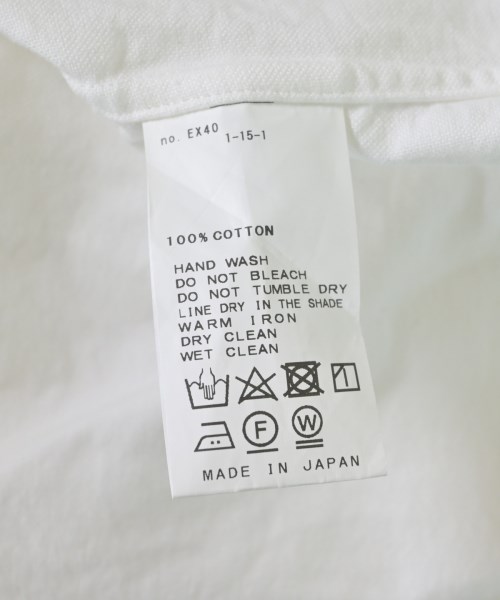 no. EX40 1-15-1
100% COTTON
HAND WASH
DO NOT BLEACH
DO NOT TUMBLE DRY
LINE DRY IN THE SHADE
WARM IRON
DRY CLEAN
WET CLEAN
F W
MADE IN JAPAN